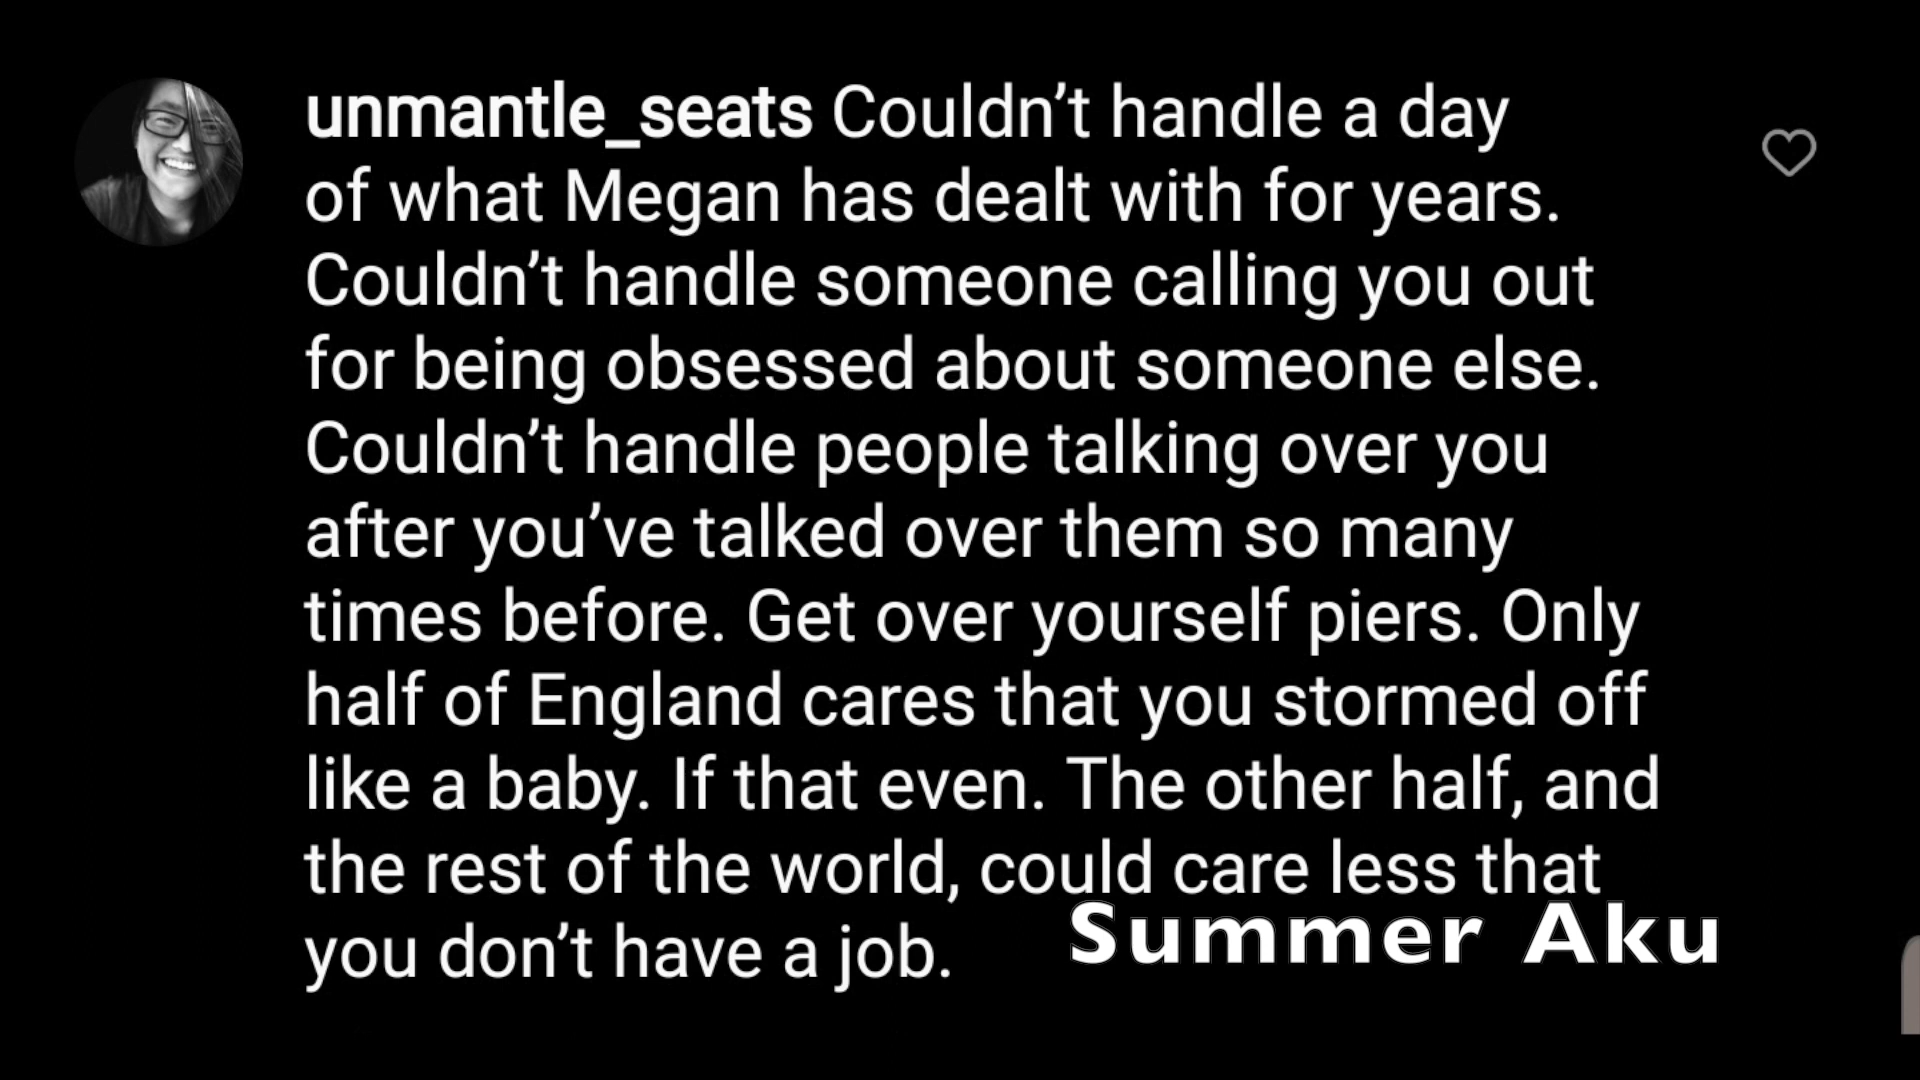 unmantle_seats Couldn’t handle a day
of what Megan has dealt with for years.
Couldn’t handle someone calling you out
for being obsessed about someone else.
Couldn’t handle people talking over you
after you’ve talked over them so many
times before. Get over yourself piers. Only
half of England cares that you stormed off
like a baby. If that even. The other half, and
the rest of the world, could care less that
you don’t have a job.
Summer Aku